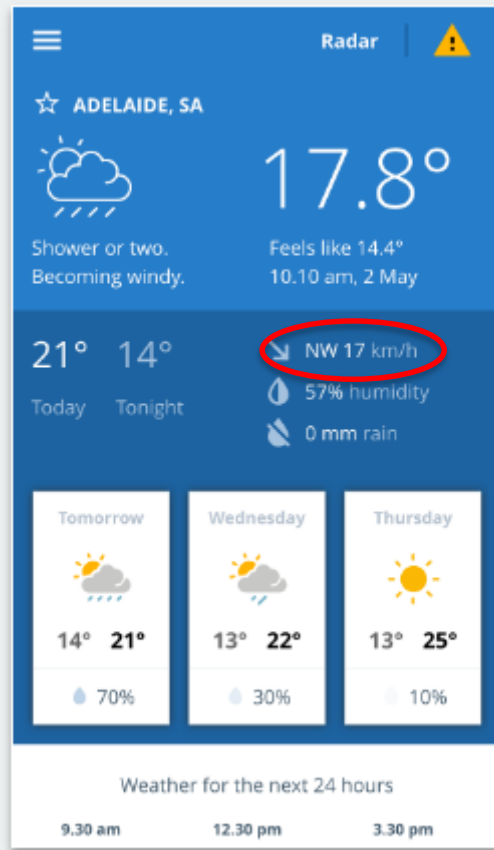 Radar
ADELAIDE, SA
17.8°
Shower or two.
Becoming windy.
Feels like 14.4°
10.10 am, 2 May
21° 14°
Today Tonight
NW 17 km/h
57% humidity
0 mm rain
Tomorrow Wednesday Thursday
14° 21° 13° 22° 13° 25°
70% 30% 10%
Weather for the next 24 hours
9.30 am 12.30 pm 3.30 pm